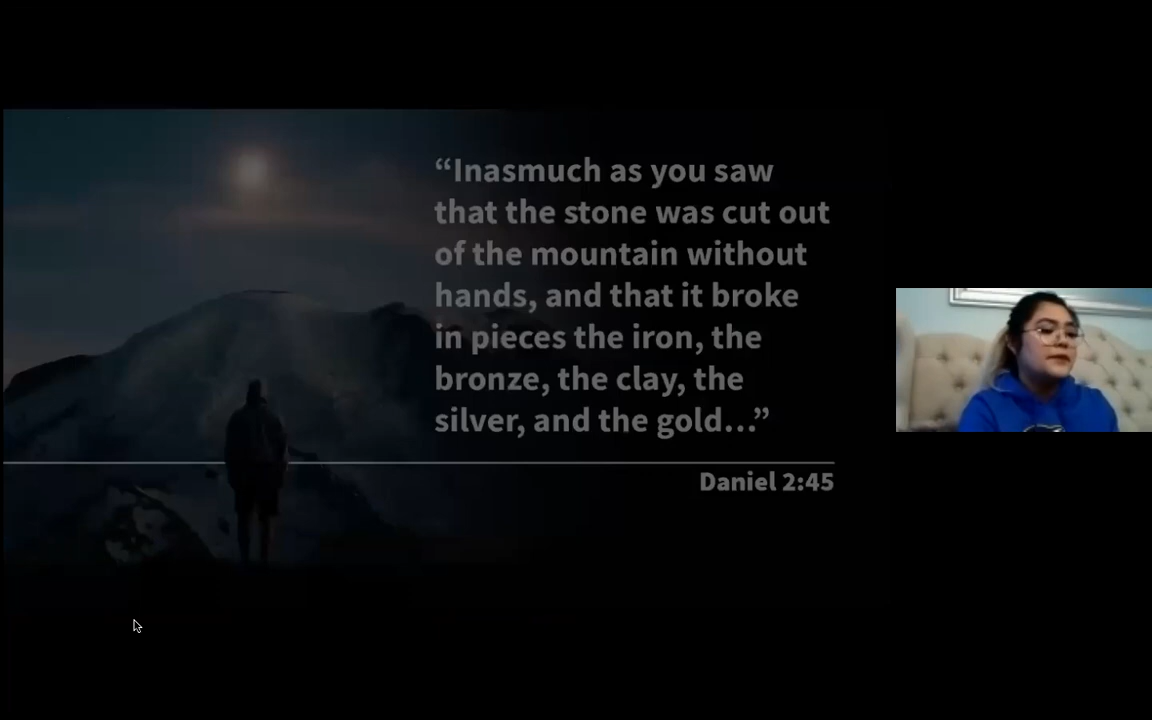 “Inasmuch as you saw
that the stone was cut out
of the mountain without
hands, and that it broke
in pieces the iron, the
bronze, the clay, the
silver, and the gold...”
Daniel 2:45